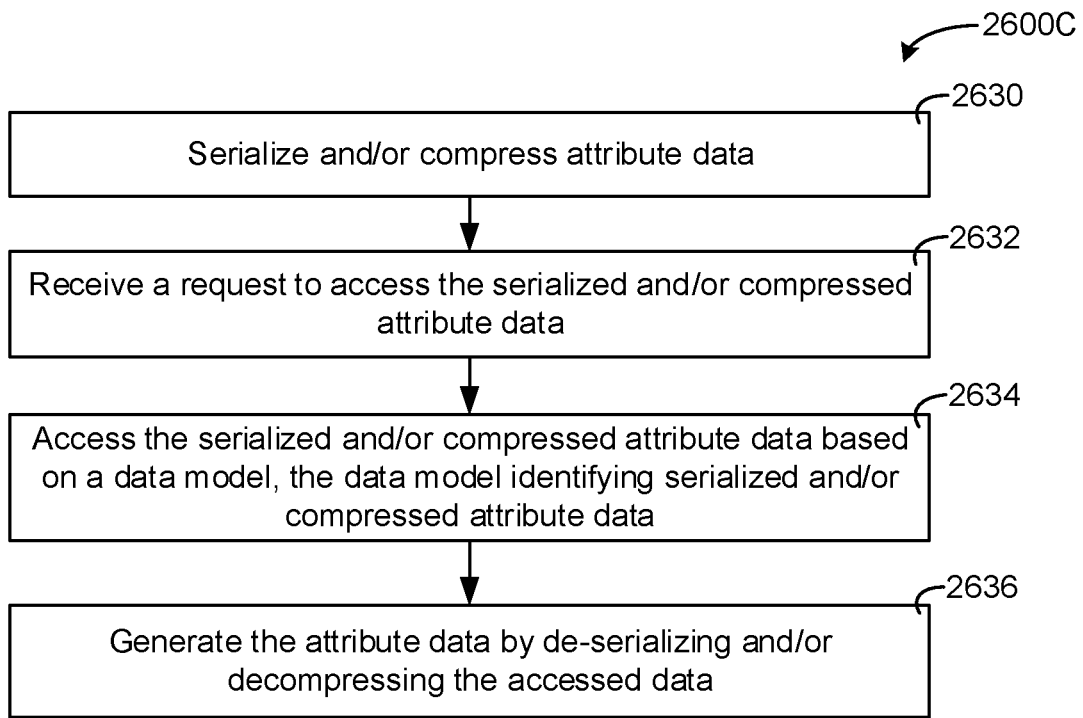 2600C
2630
Serialize and/or compress attribute data
2632
Receive a request to access the serialized and/or compressed
attribute data
2634
Access the serialized and/or compressed attribute data based
on a data model, the data model identifying serialized and/or
compressed attribute data
2636
Generate the attribute data by de-serializing and/or
decompressing the accessed data